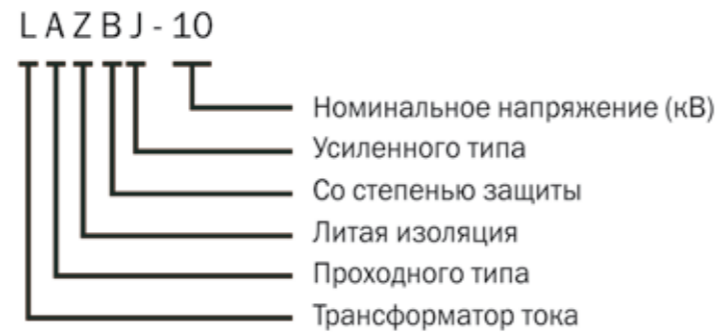 LAZBJ-10
Номинальное напряжение (кВ)
Усиленного типа
Со степенью защиты
Литая изоляция
Проходного типа
Трансформатор тока